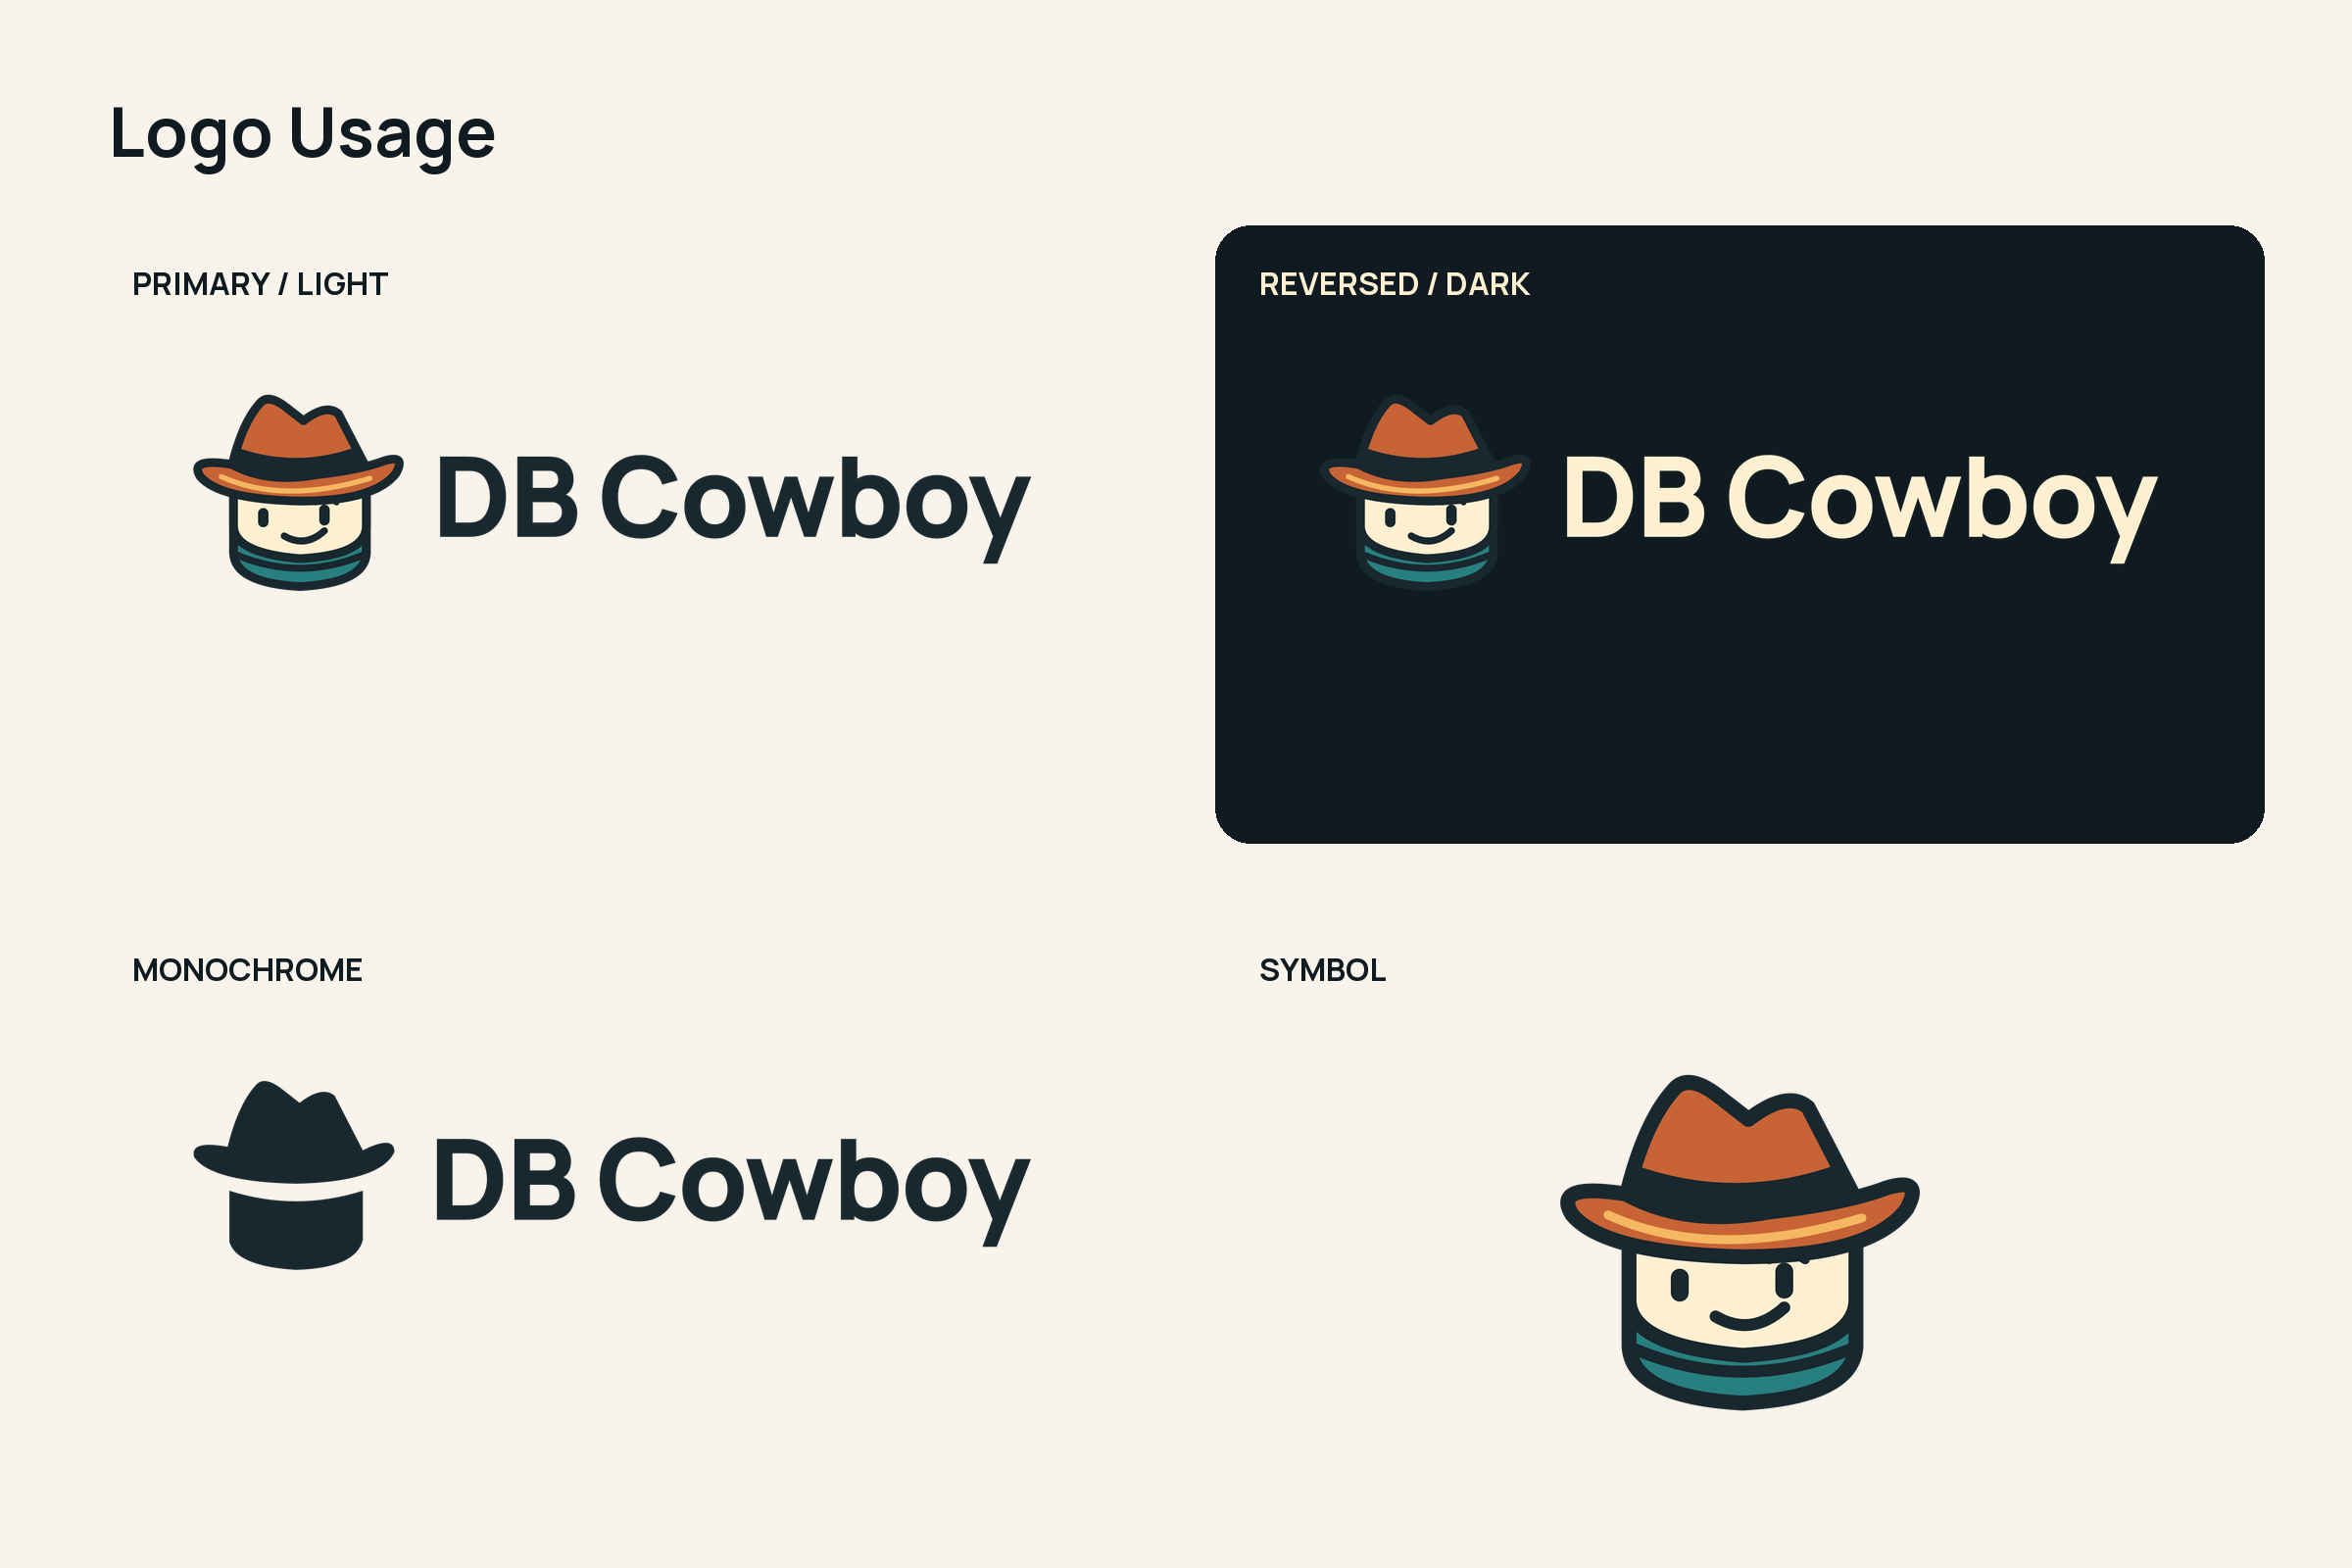 Logo Usage
PRIMARY / LIGHT
DB Cowboy
REVERSED / DARK
DB Cowboy
MONOCHROME
DB Cowboy
SYMBOL